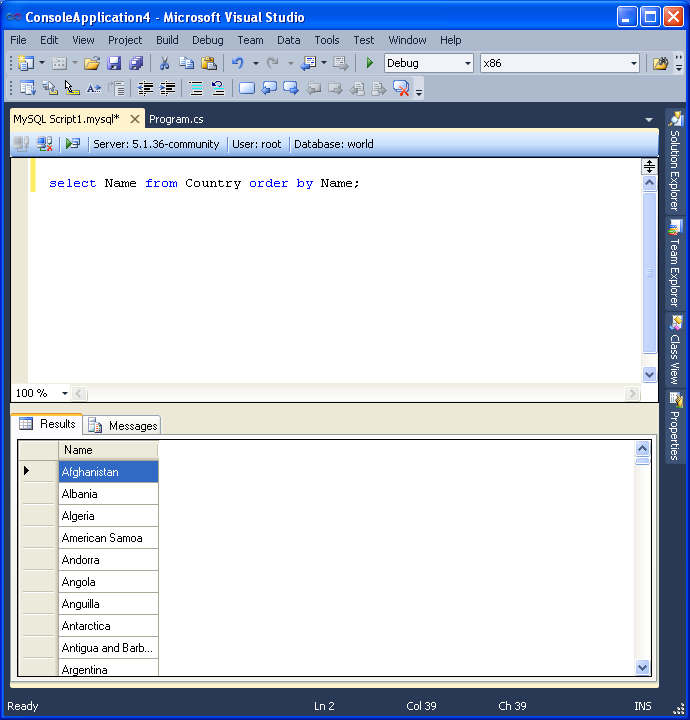 ConsoleApplication4 - Microsoft Visual Studio
File Edit View Project Build Debug Team Data Tools Test Window Help
Debug x86
MySQL Script1.mysql* Program.cs
Server: 5.1.36-community User: root Database: world
select Name from Country order by Name;
100 %
Results Messages
Name
Afghanistan
Albania
Algeria
American Samoa
Andorra
Angola
Anguilla
Antarctica
Antigua and Barb...
Argentina
Solution Explorer
Team Explorer
Class View
Properties
Ready Ln 2 Col 39 Ch 39 INS